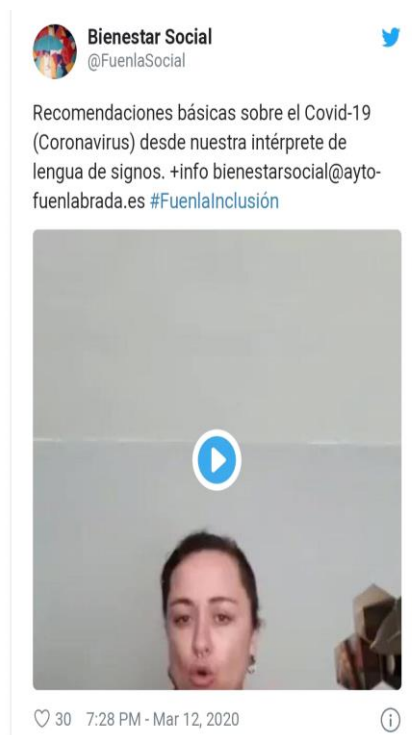 Bienestar Social
@FuenlaSocial
Recomendaciones básicas sobre el Covid-19
(Coronavirus) desde nuestra intérprete de
lengua de signos. +info bienestarsocial@ayto-
fuenlabrada.es #FuenlaInclusión
30 7:28 PM - Mar 12, 2020